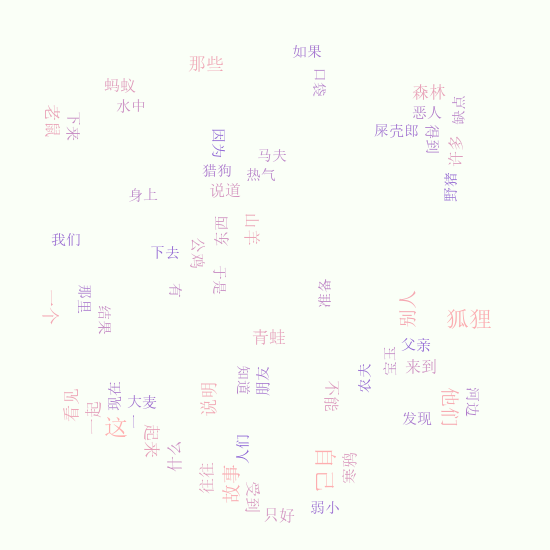 如果
那些
口袋
蚂蚁
森林
水中
缺点
恶人
老鼠
下来
屎壳郎
得到
许多
因为
马夫
猎狗
热气
野猪
说道
身上
东西
山羊
我们
公鸡
下去
于是
有
准备
那里
一个
结果
别人
狐狸
青蛙
父亲
宝宝
来到
知道
朋友
农夫
看见
现在
大麦
说明
不能
他们
河边
一起
这一
发现
起来
什么
人们
往往
故事
自己
寒鸦
受到
只好
弱小